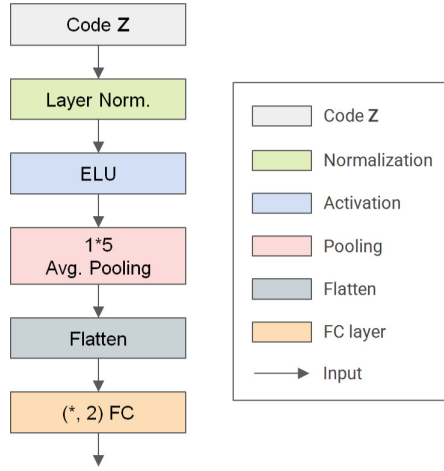 Code Z
Layer Norm.
ELU
1*5
Avg. Pooling
Flatten
(*, 2) FC
Code Z
Normalization
Activation
Pooling
Flatten
FC layer
Input